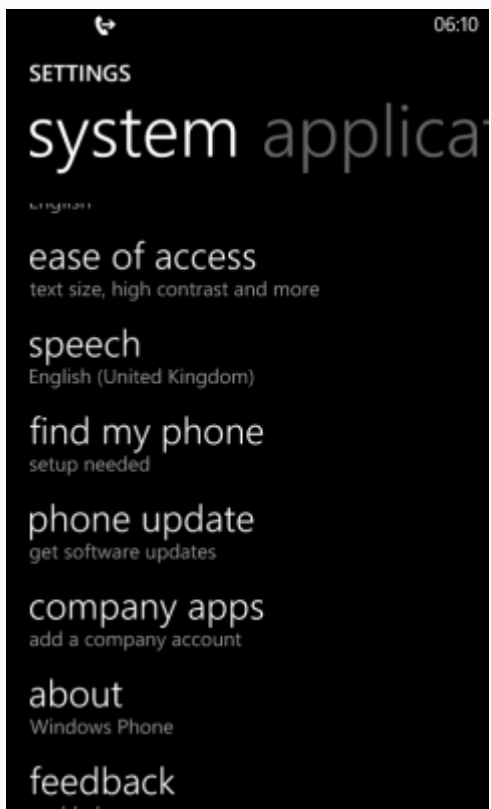 06:10
SETTINGS
system applicat
English
ease of access
text size, high contrast and more
speech
English (United Kingdom)
find my phone
setup needed
phone update
get software updates
company apps
add a company account
about
Windows Phone
feedback